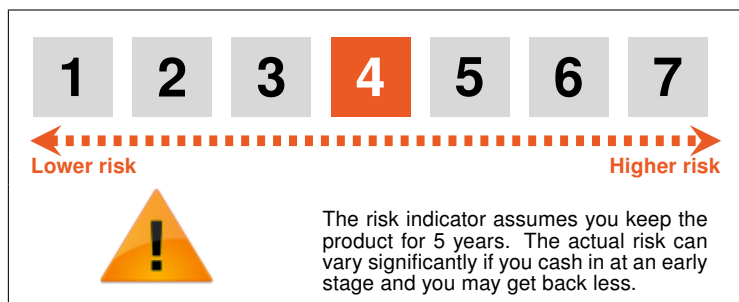 1 2 3 4 5 6 7
Lower risk Higher risk
!
The risk indicator assumes you keep the
product for 5 years. The actual risk can
vary significantly if you cash in at an early
stage and you may get back less.